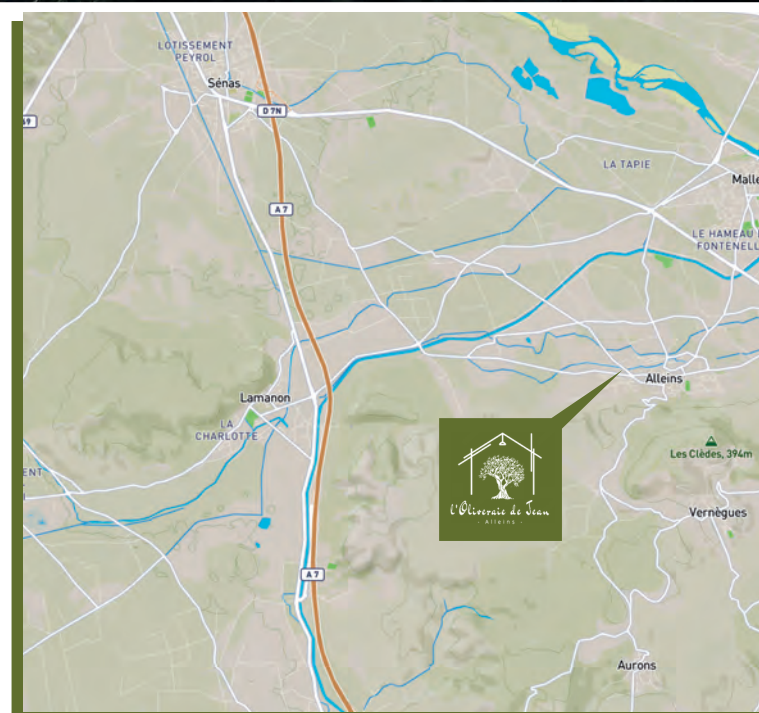 LOTISSEMENT
PEYROL
Sénas
D 7N
LA TAPIE
Malle
A 7
LE HAMEAU
FONTENELL
Alleins
Lamanon
LA
CHARLOTTE
Les Clèdes, 394m
l'Oliveraie de Jean
- Alleins -
Vernègues
A 7
Aurons